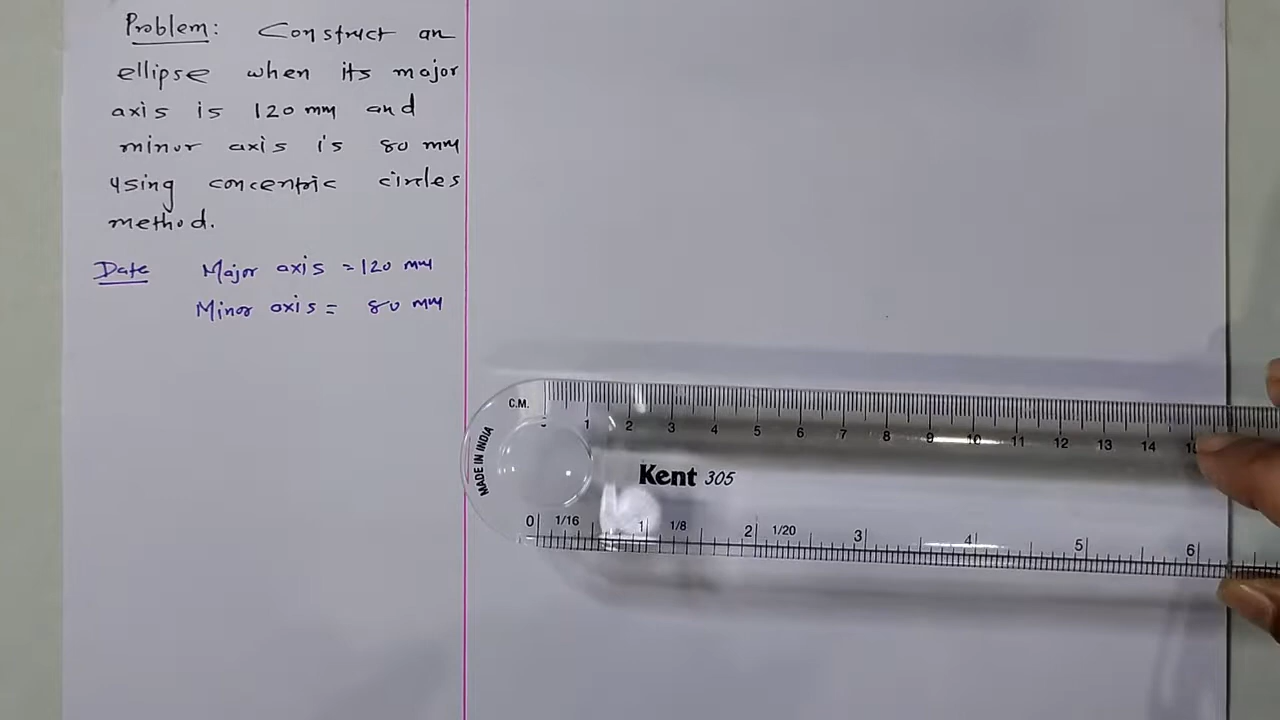 Problem: Construct an
ellipse when its major
axis is 120 mm and
minor axis is 80 mm
using concentric circles
method.
Date Major axis = 120 mm
Minor axis = 80 mm
C.M.
1 2 3 4 5 6 7 8 9 10 11 12 13 14
MADE IN INDIA
Kent 305
0 1/16 1 1/8 2 1/20 3 4 5 6